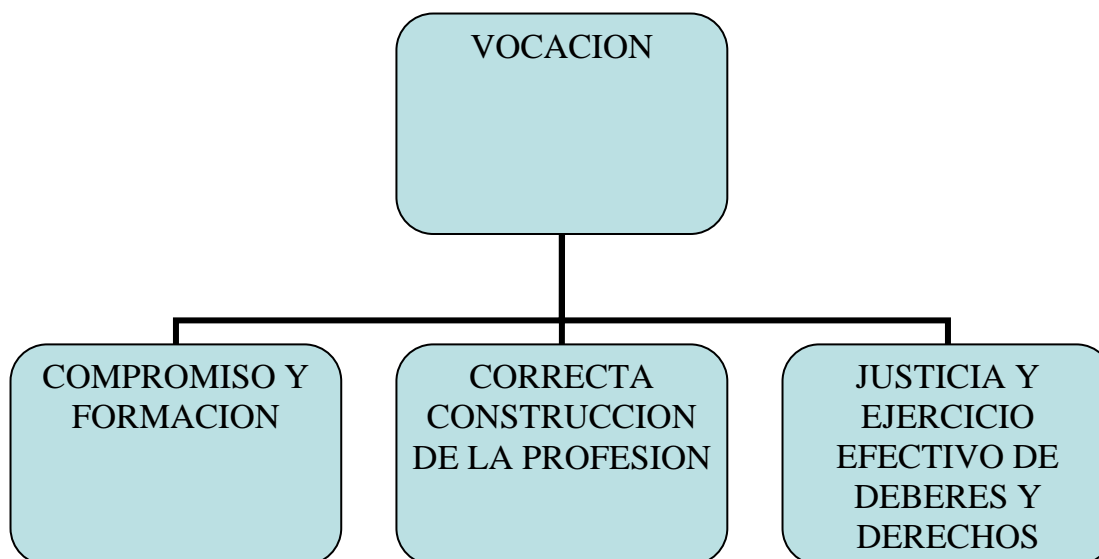 VOCACION
COMPROMISO Y
FORMACION
CORRECTA
CONSTRUCCION
DE LA PROFESION
JUSTICIA Y
EJERCICIO
EFECTIVO DE
DEBERES Y
DERECHOS